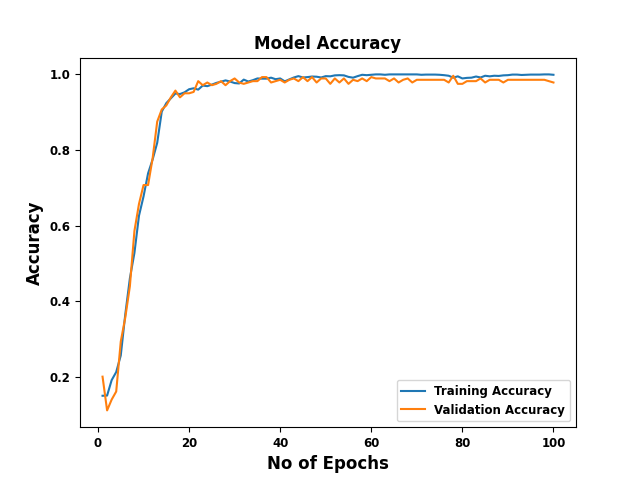 Model Accuracy
1.0
0.8
0.6
0.4
0.2
Accuracy
Training Accuracy
Validation Accuracy
0 20 40 60 80 100
No of Epochs